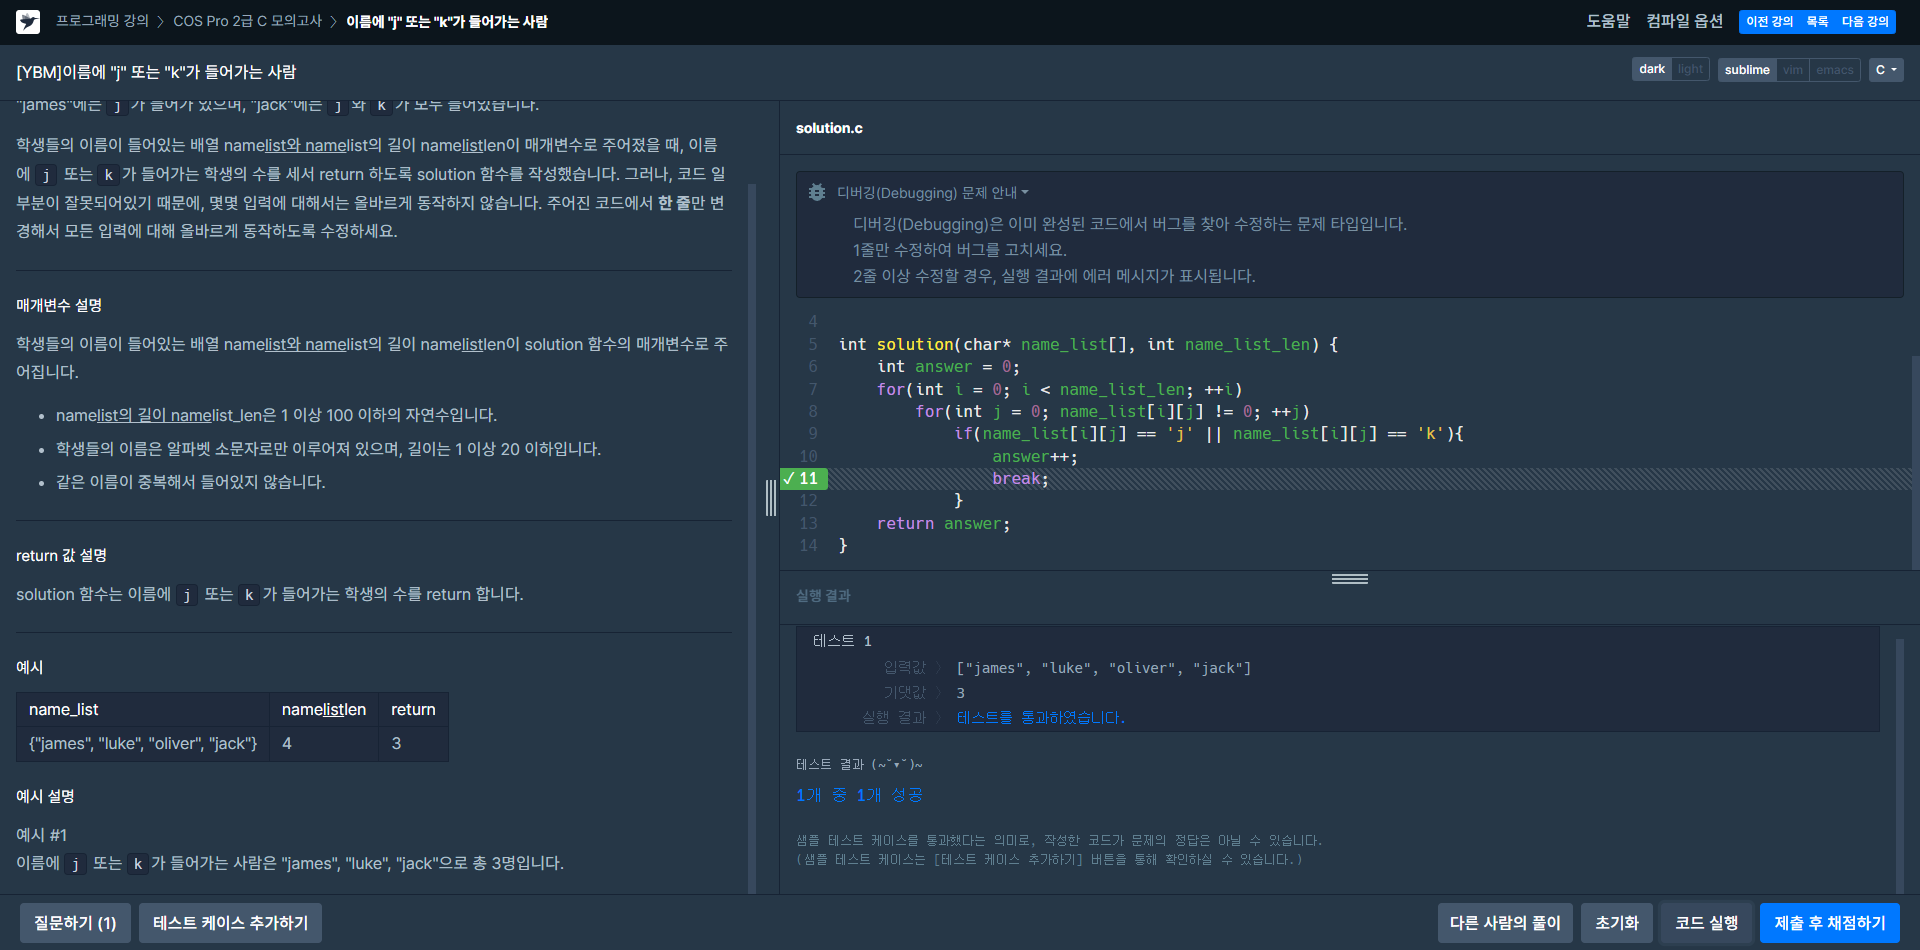 프로그래밍 강의 〉 COS Pro 2급 C 모의고사 〉 이름에 "j" 또는 "k"가 들어가는 사람
도움말 컴파일 옵션 이전 강의 목록 다음 강의
[YBM]이름에 "j" 또는 "k"가 들어가는 사람
dark light sublime vim emacs C
"james"에는 j 가 들어가 있으며, "jack"에는 j 와 k 가 모두 들어있습니다.
학생들의 이름이 들어있는 배열 namelist와 namelist의 길이 namelistlen이 매개변수로 주어졌을 때, 이름
에 j 또는 k 가 들어가는 학생의 수를 세서 return 하도록 solution 함수를 작성했습니다. 그러나, 코드 일
부분이 잘못되어있기 때문에, 몇몇 입력에 대해서는 올바르게 동작하지 않습니다. 주어진 코드에서 한 줄만 변
경해서 모든 입력에 대해 올바르게 동작하도록 수정하세요.
매개변수 설명
학생들의 이름이 들어있는 배열 namelist와 namelist의 길이 namelistlen이 solution 함수의 매개변수로 주
어집니다.
• namelist의 길이 namelist_len은 1 이상 100 이하의 자연수입니다.
• 학생들의 이름은 알파벳 소문자로만 이루어져 있으며, 길이는 1 이상 20 이하입니다.
• 같은 이름이 중복해서 들어있지 않습니다.
return 값 설명
solution 함수는 이름에 j 또는 k 가 들어가는 학생의 수를 return 합니다.
예시
name_list namelistlen return
{"james", "luke", "oliver", "jack"} 4 3
예시 설명
예시 #1
이름에 j 또는 k 가 들어가는 사람은 "james", "luke", "jack"으로 총 3명입니다.
solution.c
디버깅(Debugging) 문제 안내
디버깅(Debugging)은 이미 완성된 코드에서 버그를 찾아 수정하는 문제 타입입니다.
1줄만 수정하여 버그를 고치세요.
2줄 이상 수정할 경우, 실행 결과에 에러 메시지가 표시됩니다.
4
5 int solution(char* name_list[], int name_list_len) {
6 int answer = 0;
7 for(int i = 0; i < name_list_len; ++i)
8 for(int j = 0; name_list[i][j] != 0; ++j)
9 if(name_list[i][j] == 'j' || name_list[i][j] == 'k'){
10 answer++;
✓ 11 break;
12 }
13 return answer;
14 }
실행 결과
테스트 1
입력값 〉 ["james", "luke", "oliver", "jack"]
기댓값 〉 3
실행 결과 〉 테스트를 통과하였습니다.
테스트 결과 (~˘▾˘)~
1개 중 1개 성공
샘플 테스트 케이스를 통과했다는 의미로, 작성한 코드가 문제의 정답은 아닐 수 있습니다.
(샘플 테스트 케이스는 [테스트 케이스 추가하기] 버튼을 통해 확인하실 수 있습니다.)
질문하기 (1) 테스트 케이스 추가하기 다른 사람의 풀이 초기화 코드 실행 제출 후 채점하기